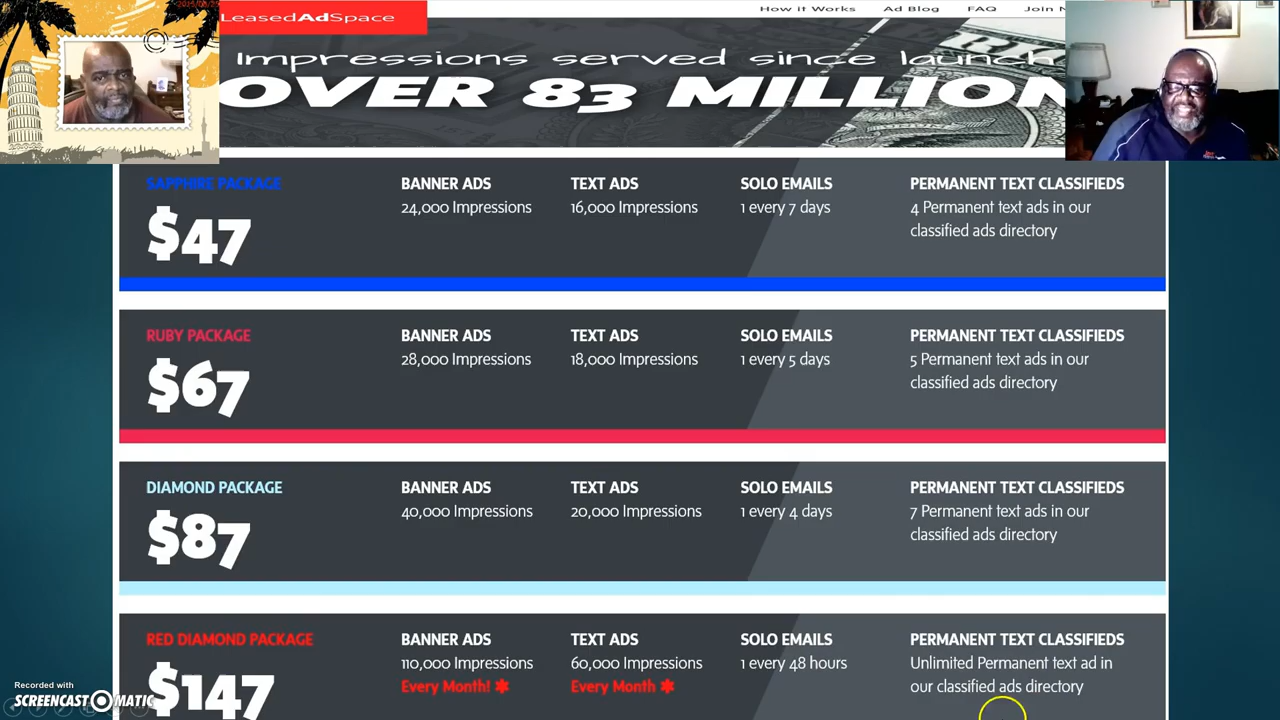 LeasedAdSpace
How it Works Ad Blog FAQ Join
Impressions served since launch
OVER 83 MILLION
SAPPHIRE PACKAGE
$47
BANNER ADS
24,000 Impressions
TEXT ADS
16,000 Impressions
SOLO EMAILS
1 every 7 days
PERMANENT TEXT CLASSIFIEDS
4 Permanent text ads in our
classified ads directory
RUBY PACKAGE
$67
BANNER ADS
28,000 Impressions
TEXT ADS
18,000 Impressions
SOLO EMAILS
1 every 5 days
PERMANENT TEXT CLASSIFIEDS
5 Permanent text ads in our
classified ads directory
DIAMOND PACKAGE
$87
BANNER ADS
40,000 Impressions
TEXT ADS
20,000 Impressions
SOLO EMAILS
1 every 4 days
PERMANENT TEXT CLASSIFIEDS
7 Permanent text ads in our
classified ads directory
RED DIAMOND PACKAGE
$147
BANNER ADS
110,000 Impressions
Every Month! *
TEXT ADS
60,000 Impressions
Every Month *
SOLO EMAILS
1 every 48 hours
PERMANENT TEXT CLASSIFIEDS
Unlimited Permanent text ad in
our classified ads directory
Recorded with
SCREENCAST-O-MATIC